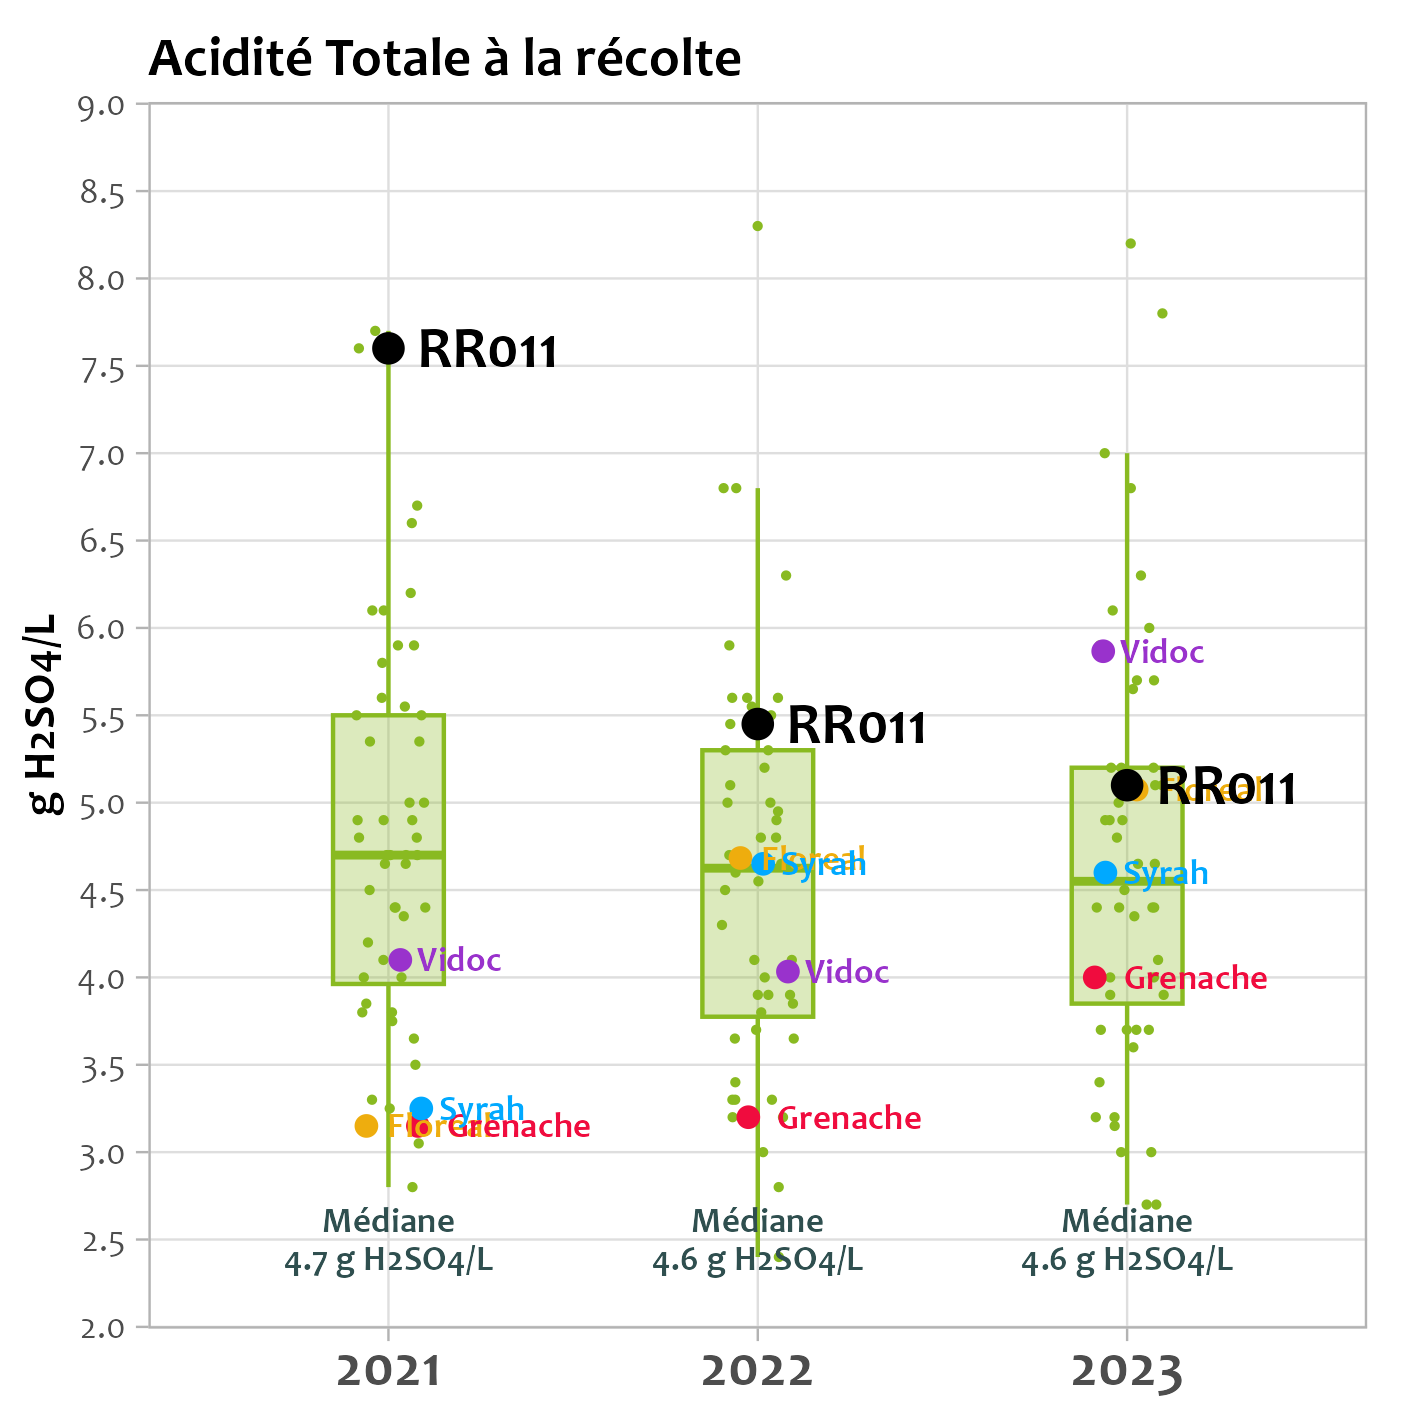 Acidité Totale à la récolte
g H2SO4/L
9.0
8.5
8.0
7.5
7.0
6.5
6.0
5.5
5.0
4.5
4.0
3.5
3.0
2.5
2.0
RR011
Vidoc
Syrah
Floreal
Grenache
Médiane
4.7 g H2SO4/L
RR011
Floreal
Syrah
Vidoc
Grenache
Médiane
4.6 g H2SO4/L
Vidoc
RR011
Floreal
Syrah
Grenache
Médiane
4.6 g H2SO4/L
2021
2022
2023